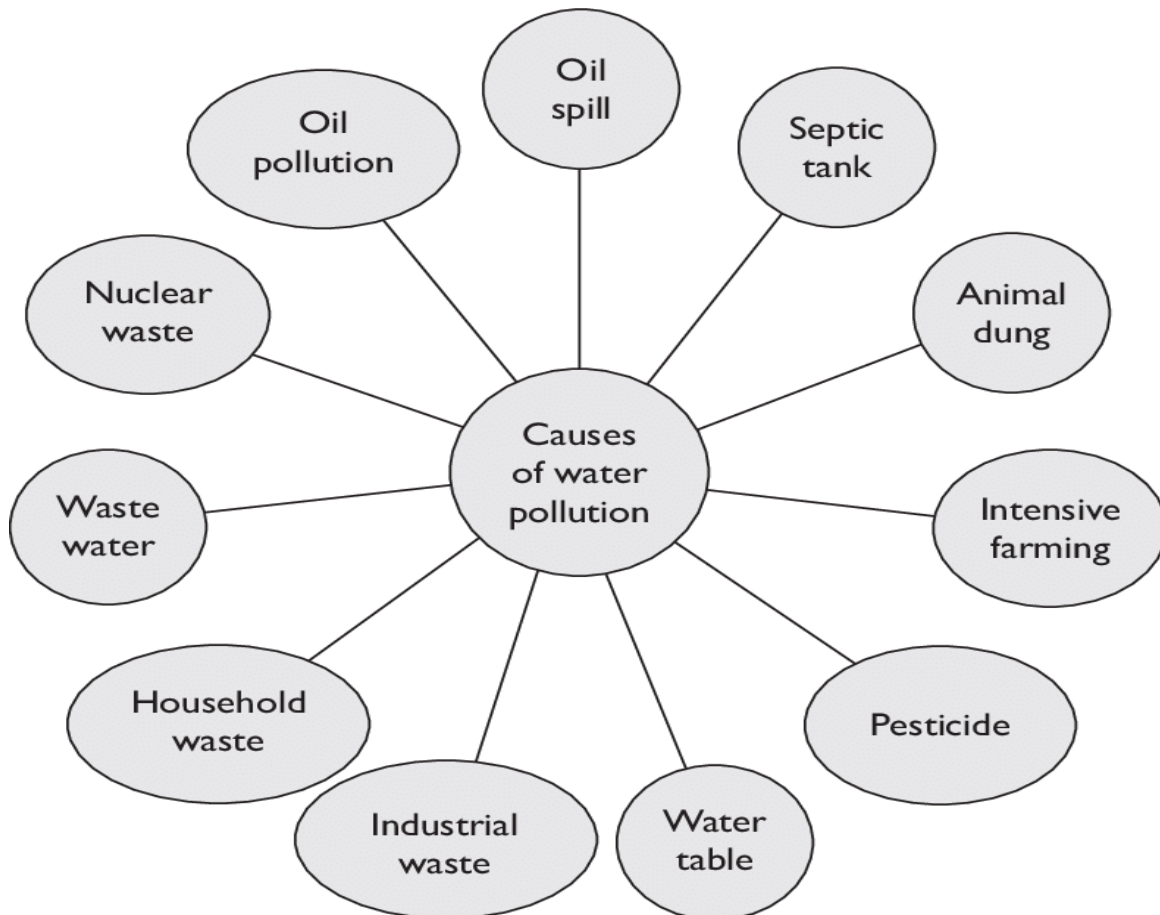 Oil
spill
Septic
tank
Animal
dung
Intensive
farming
Pesticide
Water
table
Industrial
waste
Household
waste
Waste
water
Nuclear
waste
Oil
pollution
Causes
of water
pollution